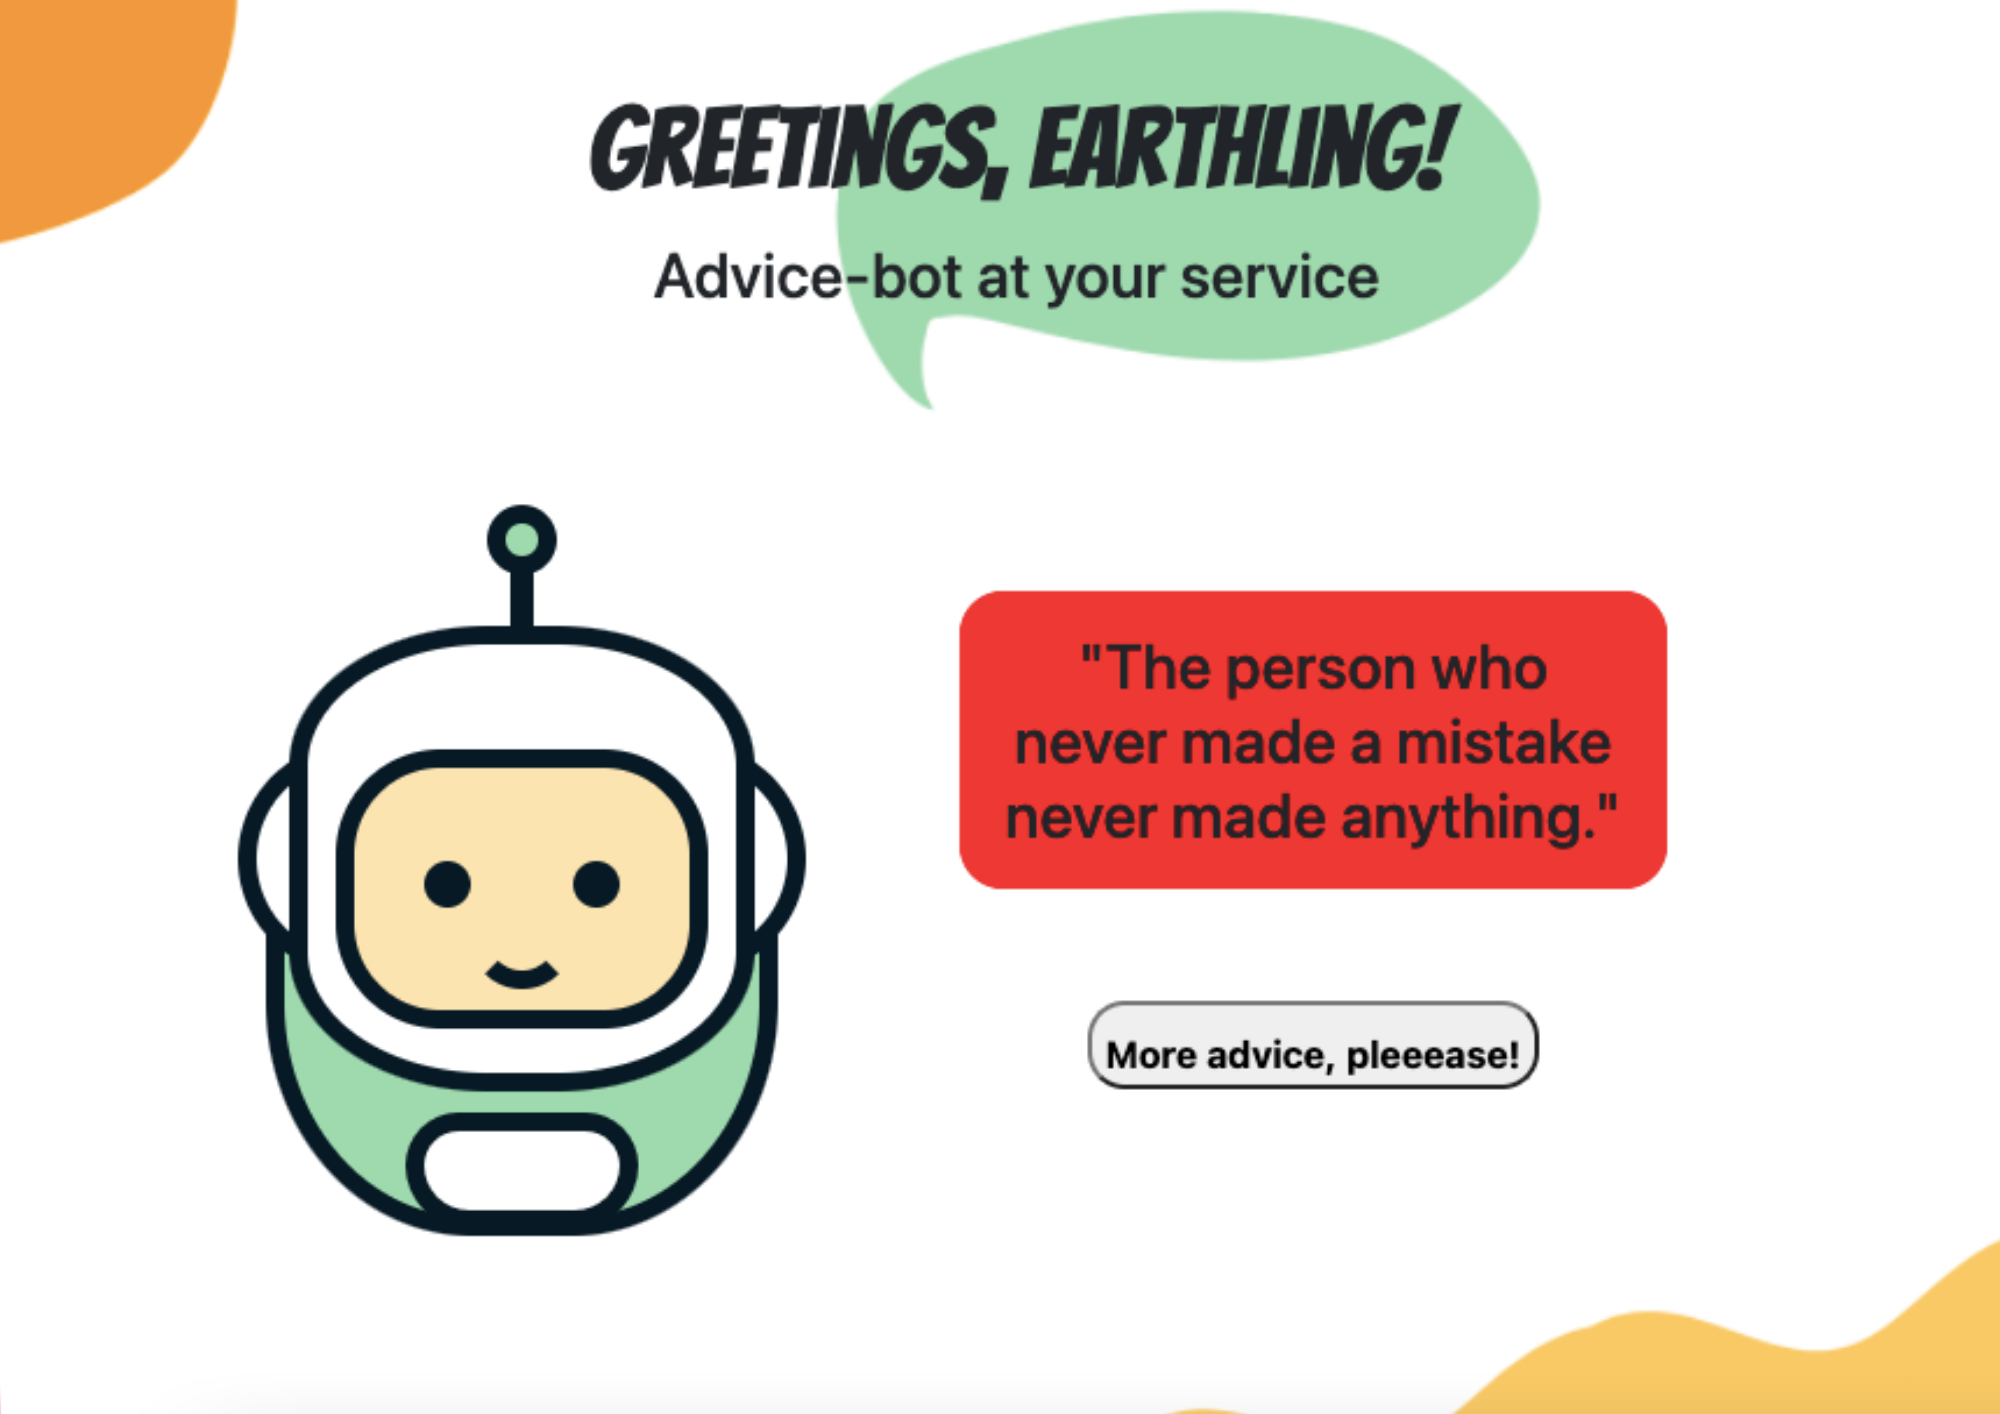 GREETINGS, EARTHLING!
Advice-bot at your service
"The person who
never made a mistake
never made anything."
More advice, pleeease!